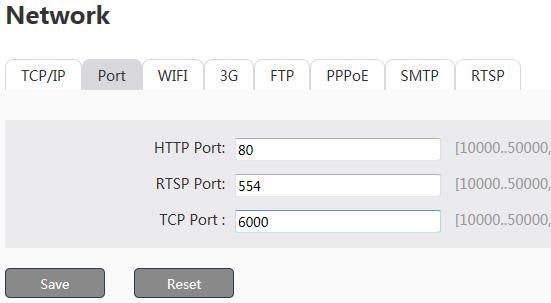 Network
TCP/IP Port WIFI 3G FTP PPPoE SMTP RTSP
HTTP Port: 80 [10000..50000,
RTSP Port: 554 [10000..50000,
TCP Port : 6000 [10000..50000,
Save Reset